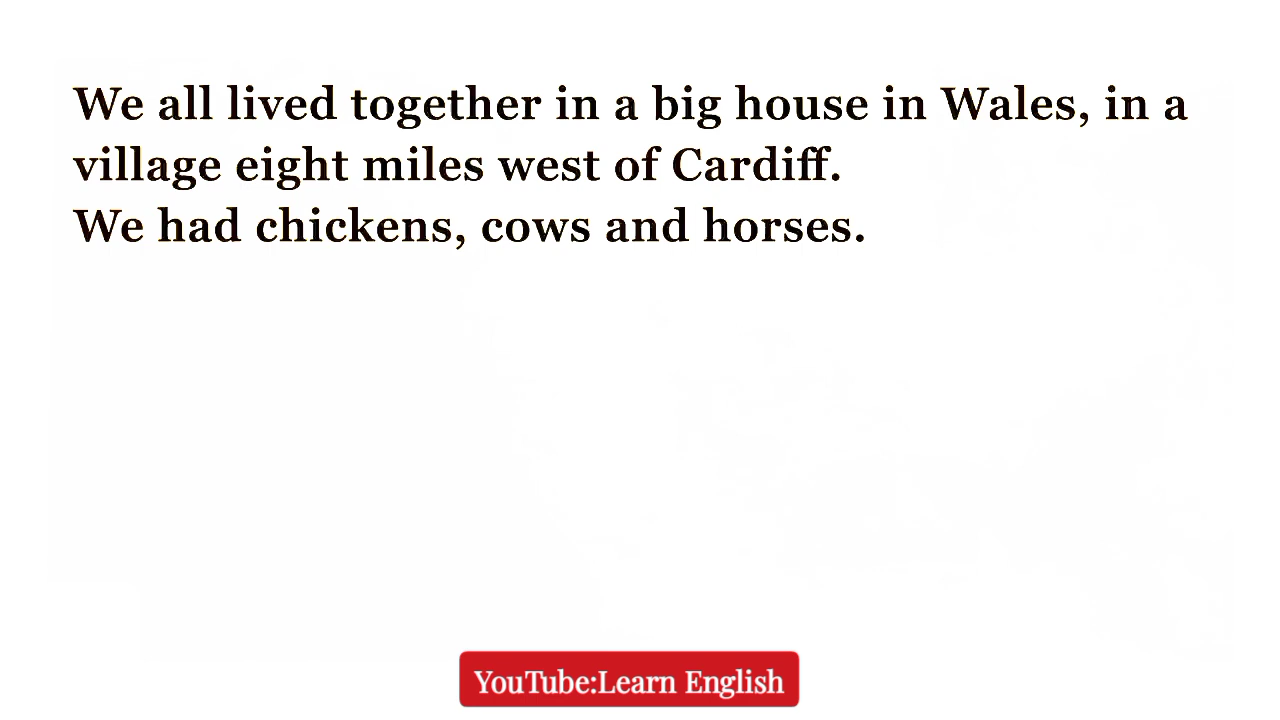 We all lived together in a big house in Wales, in a
village eight miles west of Cardiff.
We had chickens, cows and horses.
YouTube:Learn English